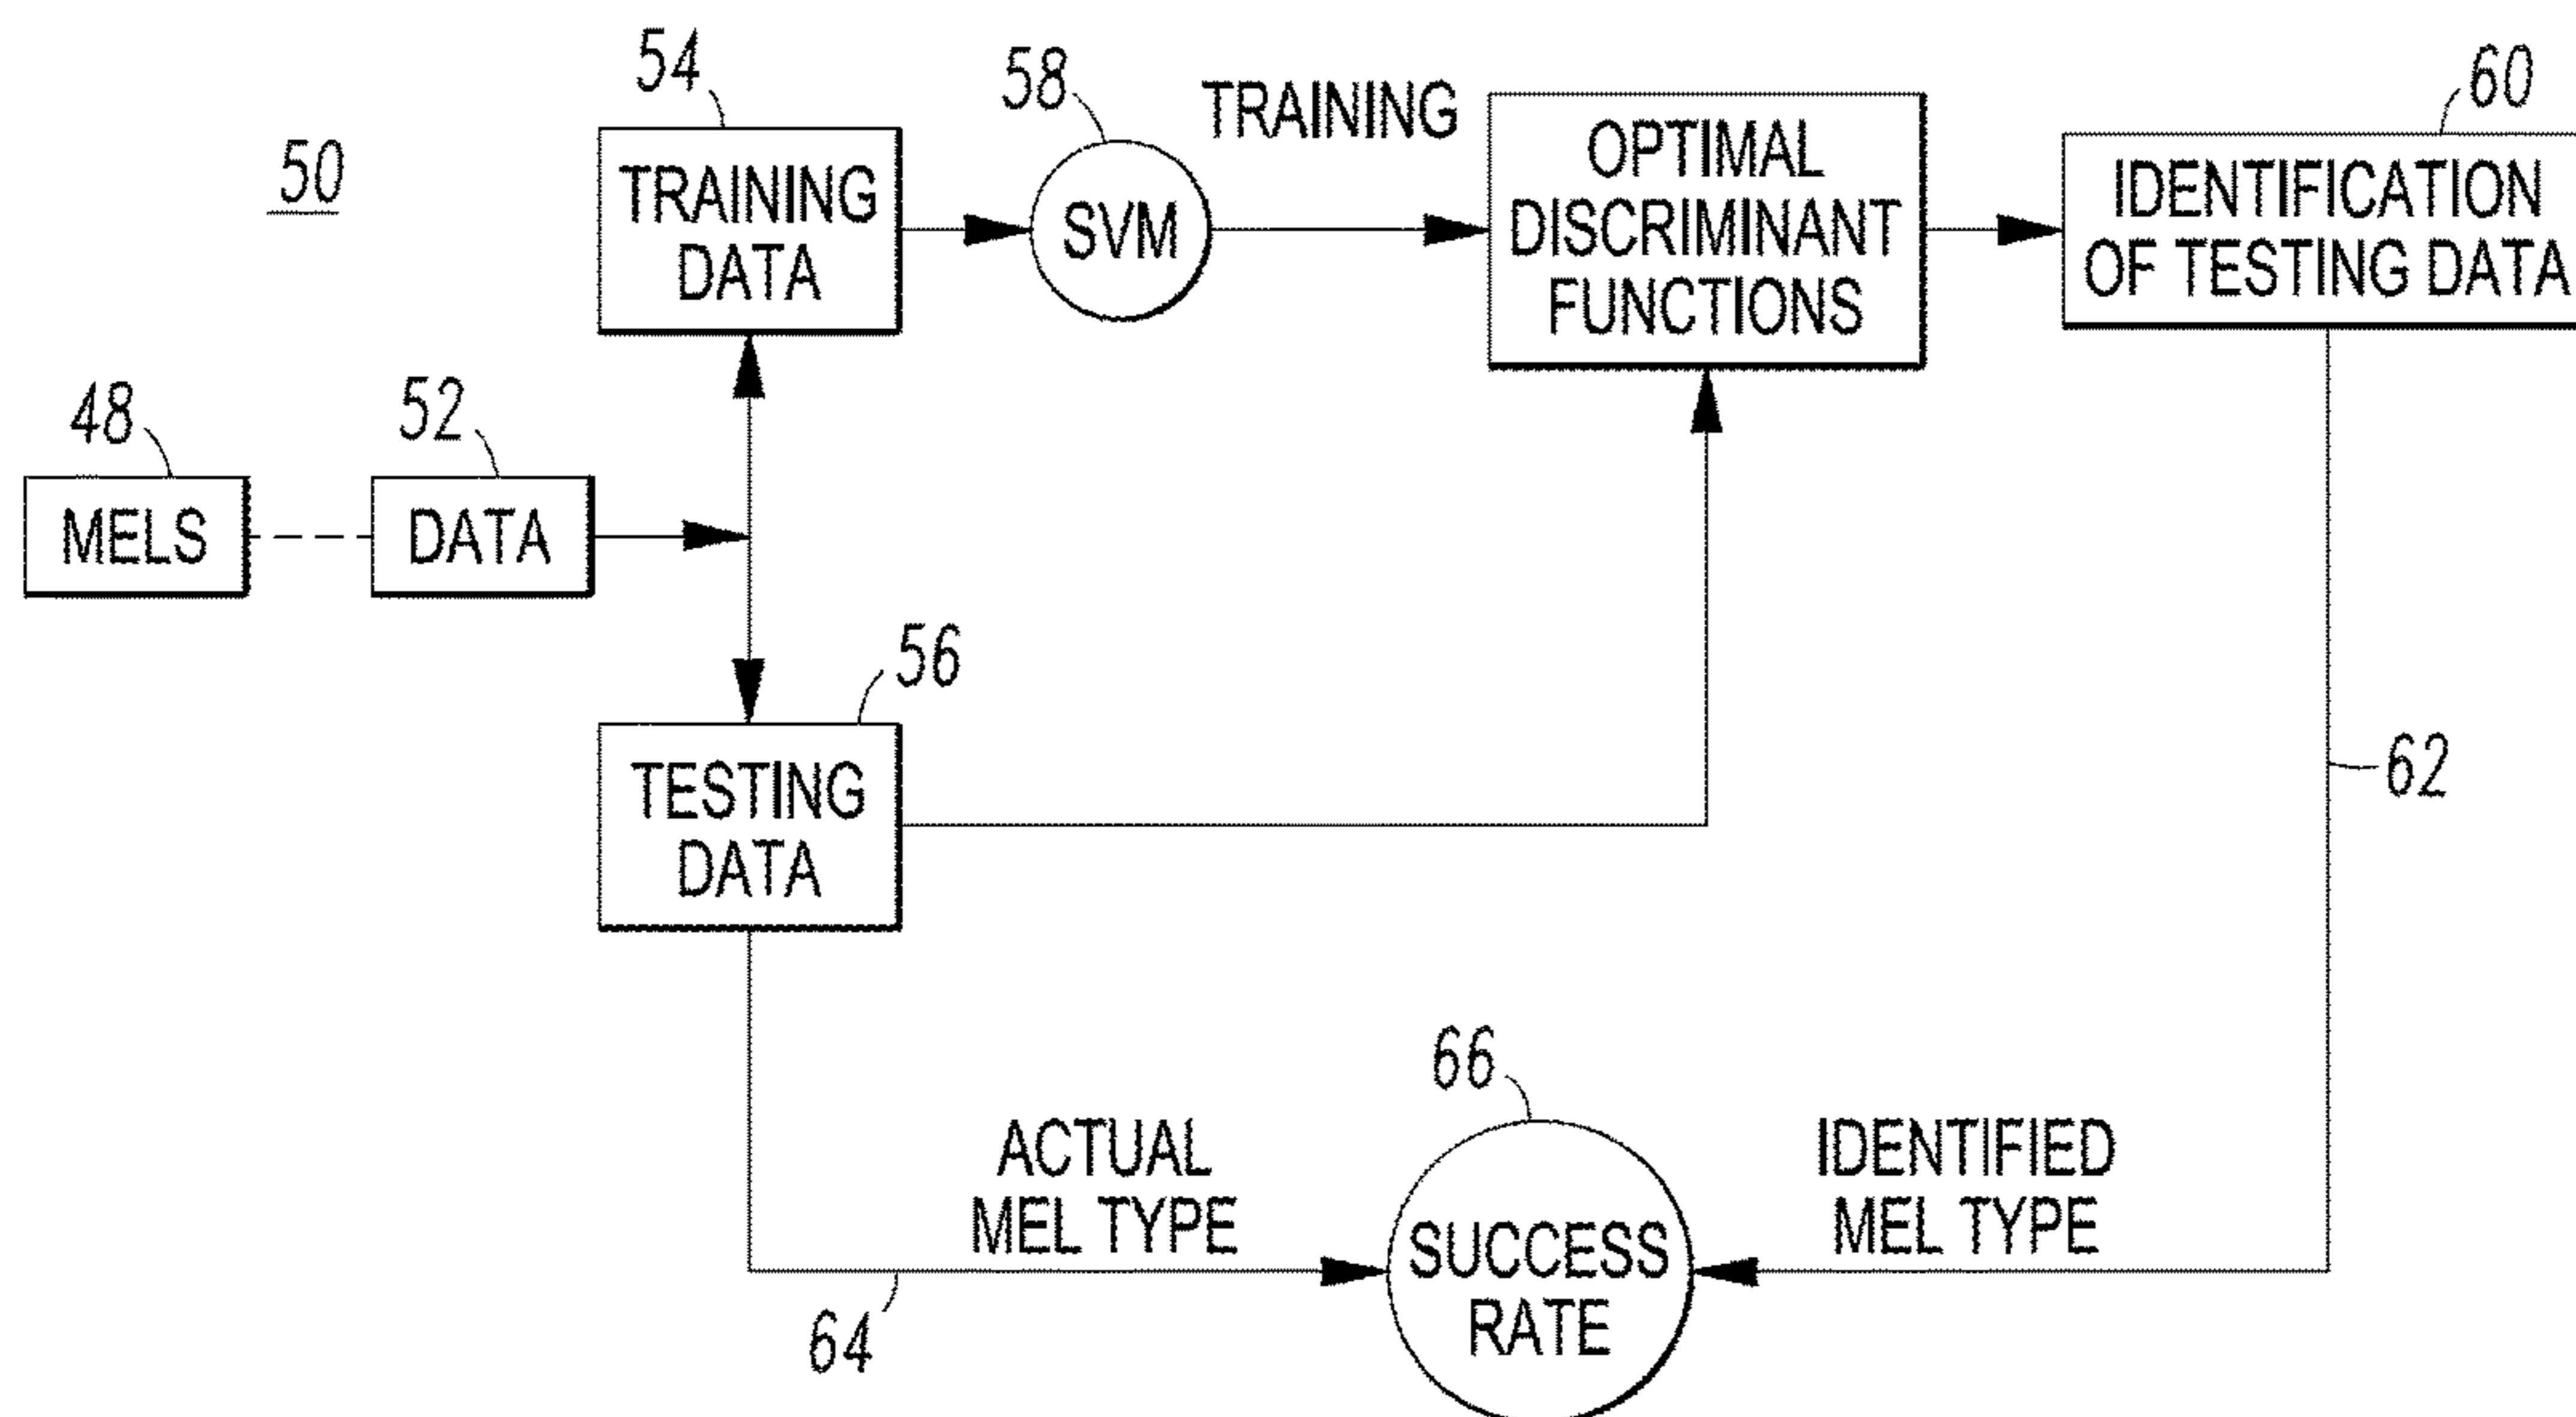 50
48
MELS
52
DATA
54
TRAINING
DATA
56
TESTING
DATA
58
SVM
TRAINING
OPTIMAL
DISCRIMINANT
FUNCTIONS
60
IDENTIFICATION
OF TESTING DATA
62
64
ACTUAL
MEL TYPE
66
SUCCESS
RATE
IDENTIFIED
MEL TYPE